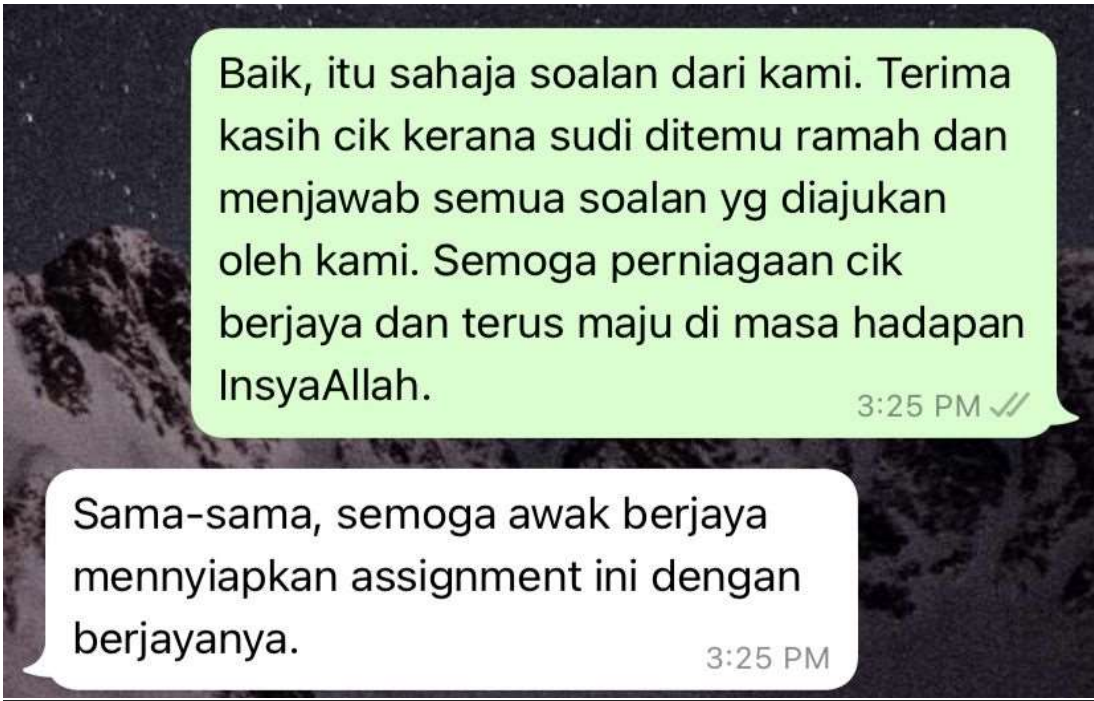 Baik, itu sahaja soalan dari kami. Terima
kasih cik kerana sudi ditemu ramah dan
menjawab semua soalan yg diajukan
oleh kami. Semoga perniagaan cik
berjaya dan terus maju di masa hadapan
InsyaAllah.
3:25 PM
Sama-sama, semoga awak berjaya
mennyiapkan assignment ini dengan
berjayanya.
3:25 PM